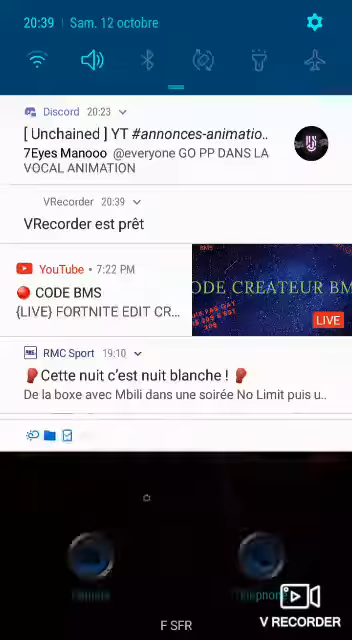 20:39 | Sam. 12 octobre
Discord 20:23
[ Unchained ] YT #annonces-animatio..
7Eyes Manooo @everyone GO PP DANS LA
VOCAL ANIMATION
VRecorder 20:39
VRecorder est prêt
YouTube • 7:22 PM
🔴 CODE BMS
{LIVE} FORTNITE EDIT CR...
BMS
ODE CREATEUR BM
LIVE
RMC Sport 19:10
🥊Cette nuit c'est nuit blanche ! 🥊
De la boxe avec Mbili dans une soirée No Limit puis u..
Téléphone
F SFR
V RECORDER